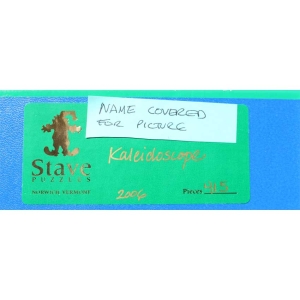 NAME COVERED
FOR PICTURE
Kaleidoscope
Stave
PUZZLES
NORWICH VERMONT
2006
Pieces